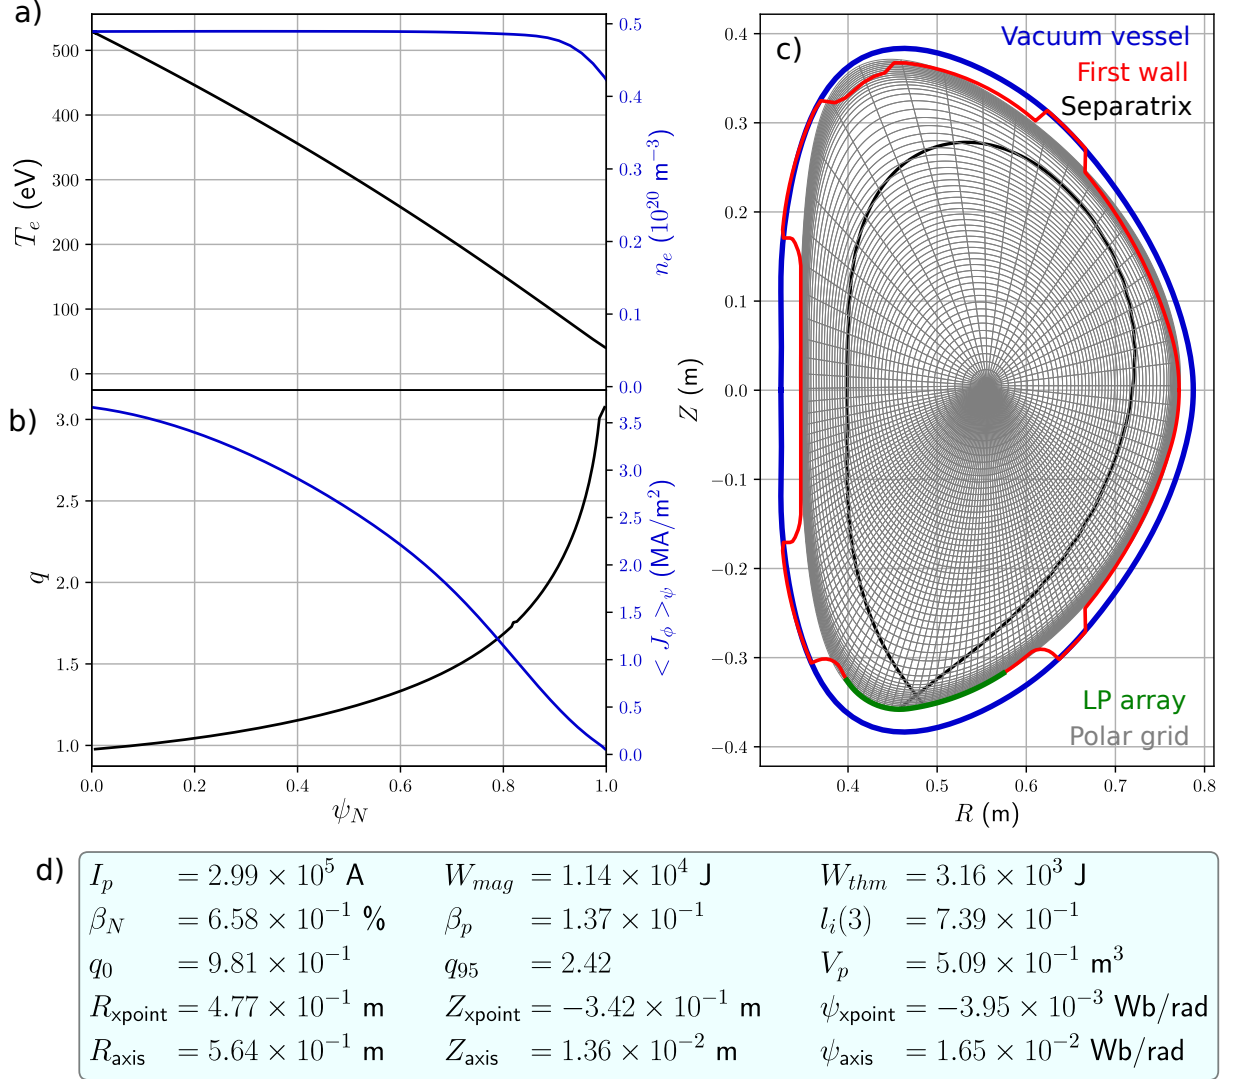 a)
500
400
300
200
100
0
T_e (eV)
0.5
0.4
0.3
0.2
0.1
0.0
n_e (10^20 m^−3)
b)
3.0
2.5
2.0
1.5
1.0
q
3.5
3.0
2.5
2.0
1.5
1.0
0.5
0.0
< J_ϕ >_ψ (MA/m^2)
0.0 0.2 0.4 0.6 0.8 1.0
ψ_N
c)
Vacuum vessel
First wall
Separatrix
0.4
0.3
0.2
0.1
0.0
−0.1
−0.2
−0.3
−0.4
Z (m)
LP array
Polar grid
0.4 0.5 0.6 0.7 0.8
R (m)
d)
I_p = 2.99 × 10^5 A W_mag = 1.14 × 10^4 J W_thm = 3.16 × 10^3 J
β_N = 6.58 × 10^−1 % β_p = 1.37 × 10^−1 l_i(3) = 7.39 × 10^−1
q_0 = 9.81 × 10^−1 q_95 = 2.42 V_p = 5.09 × 10^−1 m^3
R_xpoint = 4.77 × 10^−1 m Z_xpoint = −3.42 × 10^−1 m ψ_xpoint = −3.95 × 10^−3 Wb/rad
R_axis = 5.64 × 10^−1 m Z_axis = 1.36 × 10^−2 m ψ_axis = 1.65 × 10^−2 Wb/rad